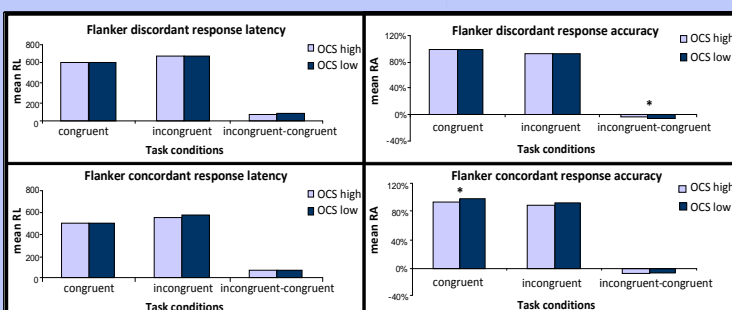 Flanker discordant response latency
800
600
400
200
0
mean RL
OCS high
OCS low
congruent
incongruent
incongruent-congruent
Task conditions
Flanker discordant response accuracy
120%
80%
40%
0%
-40%
mean RA
OCS high
OCS low
*
congruent
incongruent
incongruent-congruent
Task conditions
Flanker concordant response latency
800
600
400
200
0
mean RL
OCS high
OCS low
congruent
incongruent
incongruent-congruent
Task conditions
Flanker concordant response accuracy
120%
80%
40%
0%
-40%
mean RA
OCS high
OCS low
*
congruent
incongruent
incongruent-congruent
Task conditions